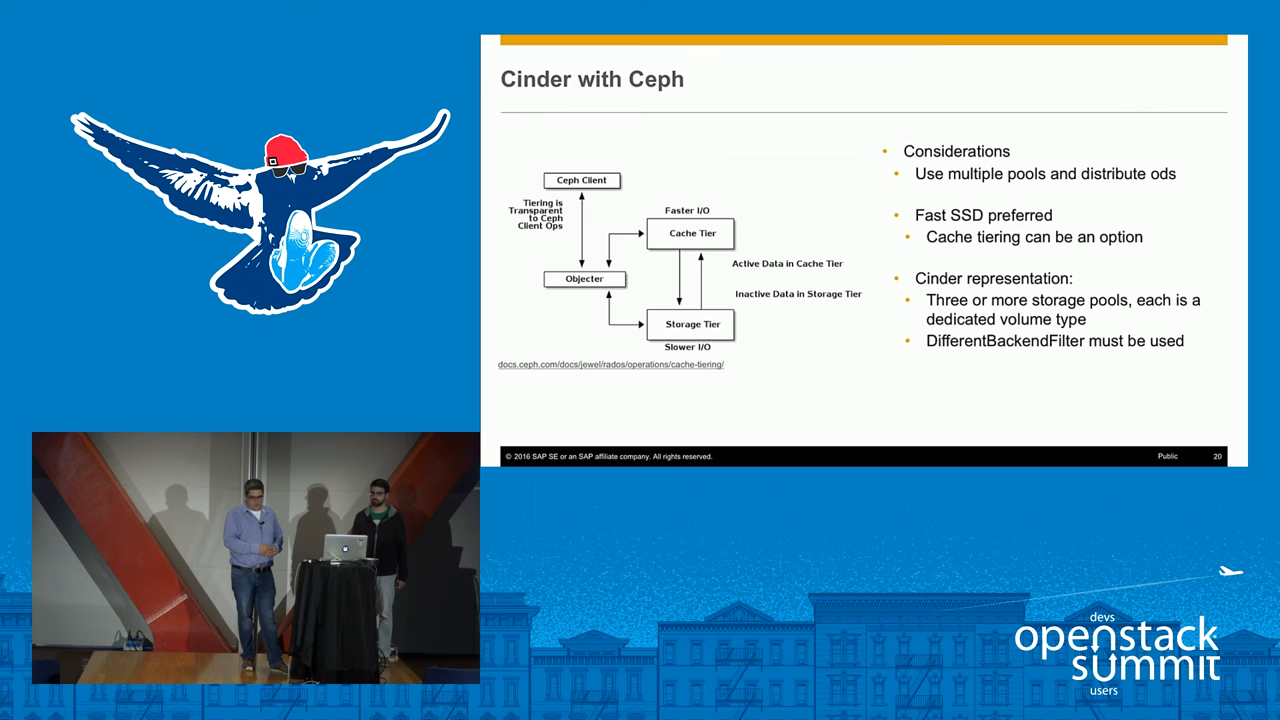 Cinder with Ceph
Ceph Client
Tiering is
Transparent
to Ceph
Client Ops
Faster I/O
Cache Tier
Objecter
Active Data in Cache Tier
Inactive Data in Storage Tier
Storage Tier
Slower I/O
docs.ceph.com/docs/jewel/rados/operations/cache-tiering/
• Considerations
• Use multiple pools and distribute ods
• Fast SSD preferred
• Cache tiering can be an option
• Cinder representation:
• Three or more storage pools, each is a
dedicated volume type
• DifferentBackendFilter must be used
© 2016 SAP SE or an SAP affiliate company. All rights reserved.
Public
20
devs
openstack
summit
users